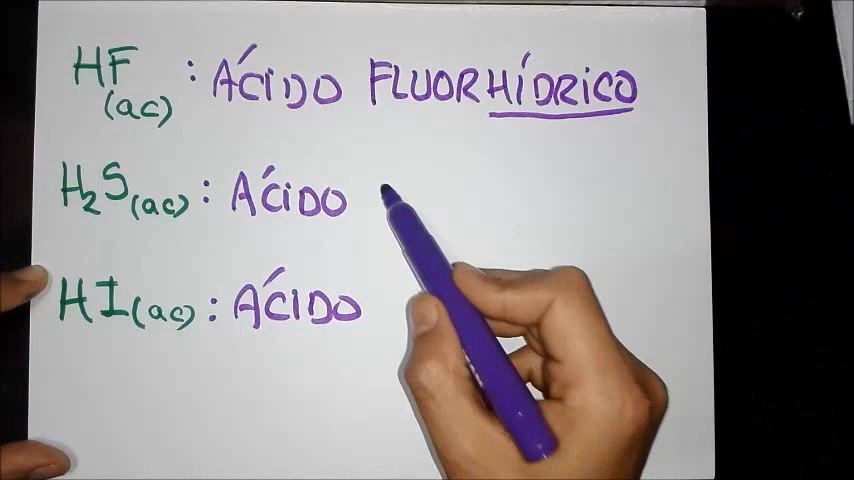 HF(ac) : ÁCIDO FLUORHÍDRICO
H₂S(ac) : ÁCIDO
HI(ac) : ÁCIDO